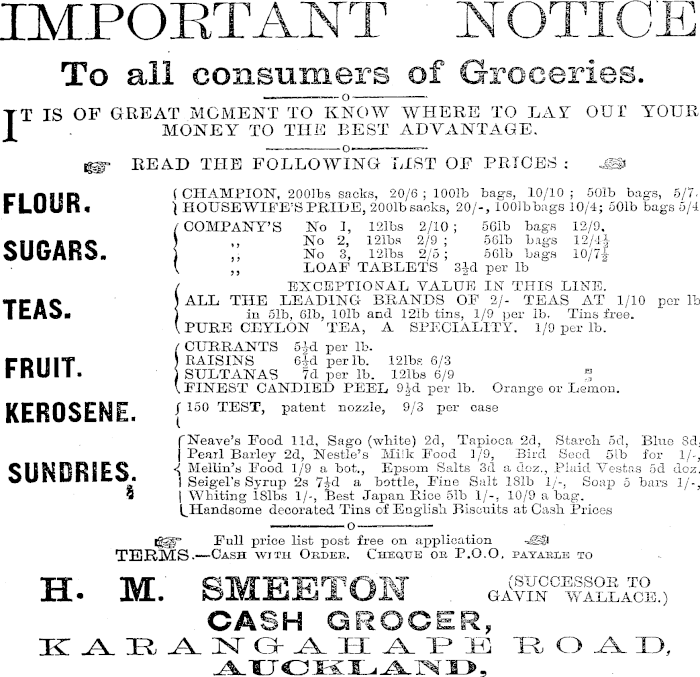 IMPORTANT NOTICE
To all consumers of Groceries.
IT IS OF GREAT MOMENT TO KNOW WHERE TO LAY OUT YOUR
MONEY TO THE BEST ADVANTAGE.
READ THE FOLLOWING LIST OF PRICES:
FLOUR.
CHAMPION, 200lbs sacks, 20/6; 100lb bags, 10/10; 50lb bags, 5/7.
HOUSEWIFE'S PRIDE, 200lb sacks, 20/-, 100lb bags 10/4; 50lb bags 5/4
SUGARS.
COMPANY'S No 1, 12lbs 2/10; 56lb bags 12/9.
,, No 2, 12lbs 2/9; 56lb bags 12/4½
,, No 3, 12lbs 2/5; 56lb bags 10/7½
,, LOAF TABLETS 3½d per lb
TEAS.
EXCEPTIONAL VALUE IN THIS LINE.
ALL THE LEADING BRANDS OF 2/- TEAS AT 1/10 per lb
in 5lb, 6lb, 10lb and 12lb tins, 1/9 per lb. Tins free.
PURE CEYLON TEA, A SPECIALITY. 1/9 per lb.
FRUIT.
CURRANTS 5½d per lb.
RAISINS 6½d per lb. 12lbs 6/3
SULTANAS 7d per lb. 12lbs 6/9
FINEST CANDIED PEEL 9½d per lb. Orange or Lemon.
KEROSENE.
150 TEST, patent nozzle, 9/3 per case
SUNDRIES.
Neave's Food 11d, Sago (white) 2d, Tapioca 2d, Starch 5d, Blue 8d;
Pearl Barley 2d, Nestle's Milk Food 1/9, Bird Seed 5lb for 1/-,
Mellin's Food 1/9 a bot., Epsom Salts 3d a doz., Plaid Vestas 5d doz.
Seigel's Syrup 2s 7½d a bottle, Fine Salt 18lb 1/-, Soap 5 bars 1/-,
Whiting 18lbs 1/-, Best Japan Rice 5lb 1/-, 10/9 a bag.
Handsome decorated Tins of English Biscuits at Cash Prices
Full price list post free on application
TERMS.—CASH WITH ORDER. CHEQUE OR P.O.O. PAYABLE TO
H. M. SMEETON
(SUCCESSOR TO
GAVIN WALLACE.)
CASH GROCER,
KARANGAHAPE ROAD,
AUCKLAND,